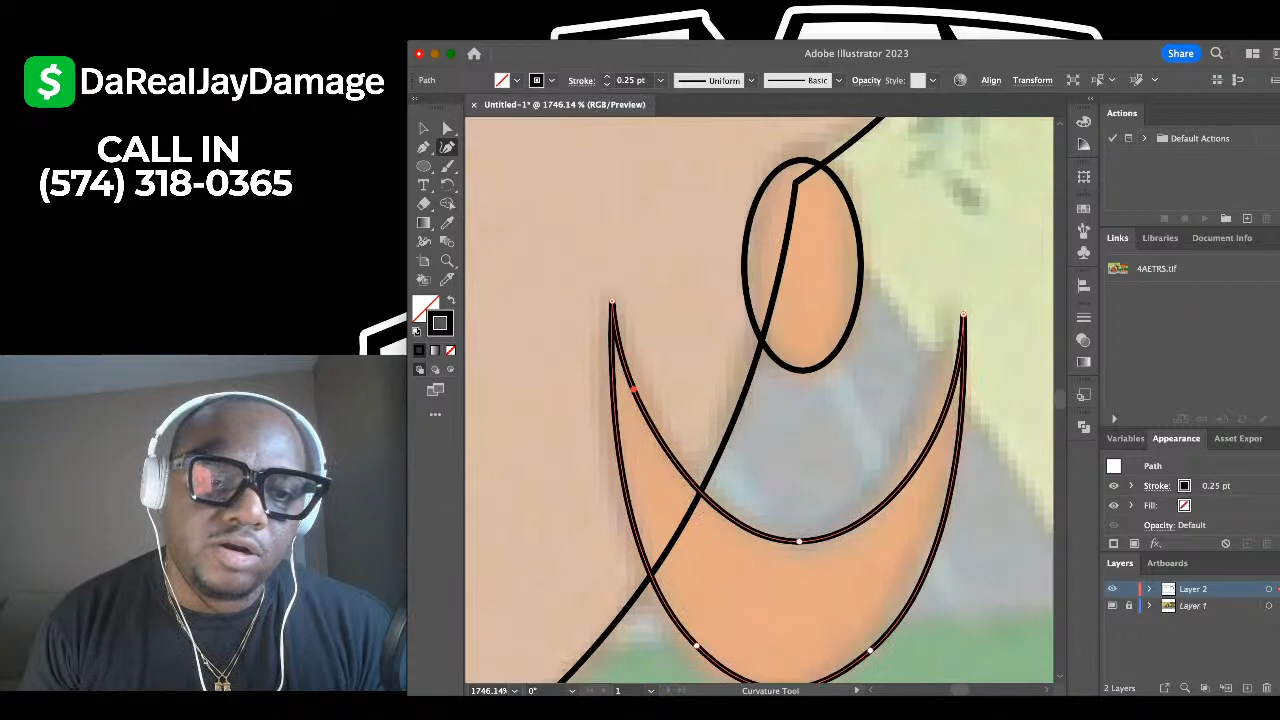 $ DaRealJayDamage
CALL IN
(574) 318-0365
Adobe Illustrator 2023
Share
Path
Stroke:
0.25 pt
Uniform
Basic
Opacity
Style:
Align
Transform
× Untitled-1* @ 1746.14 % (RGB/Preview)
Actions
Default Actions
Links
Libraries
Document Info
4AETRS.tif
Variables
Appearance
Asset Expor
Path
Stroke:
0.25 pt
Fill:
Opacity: Default
fx
Layers
Artboards
Layer 2
Layer 1
2 Layers
1746.14%
0°
1
Curvature Tool